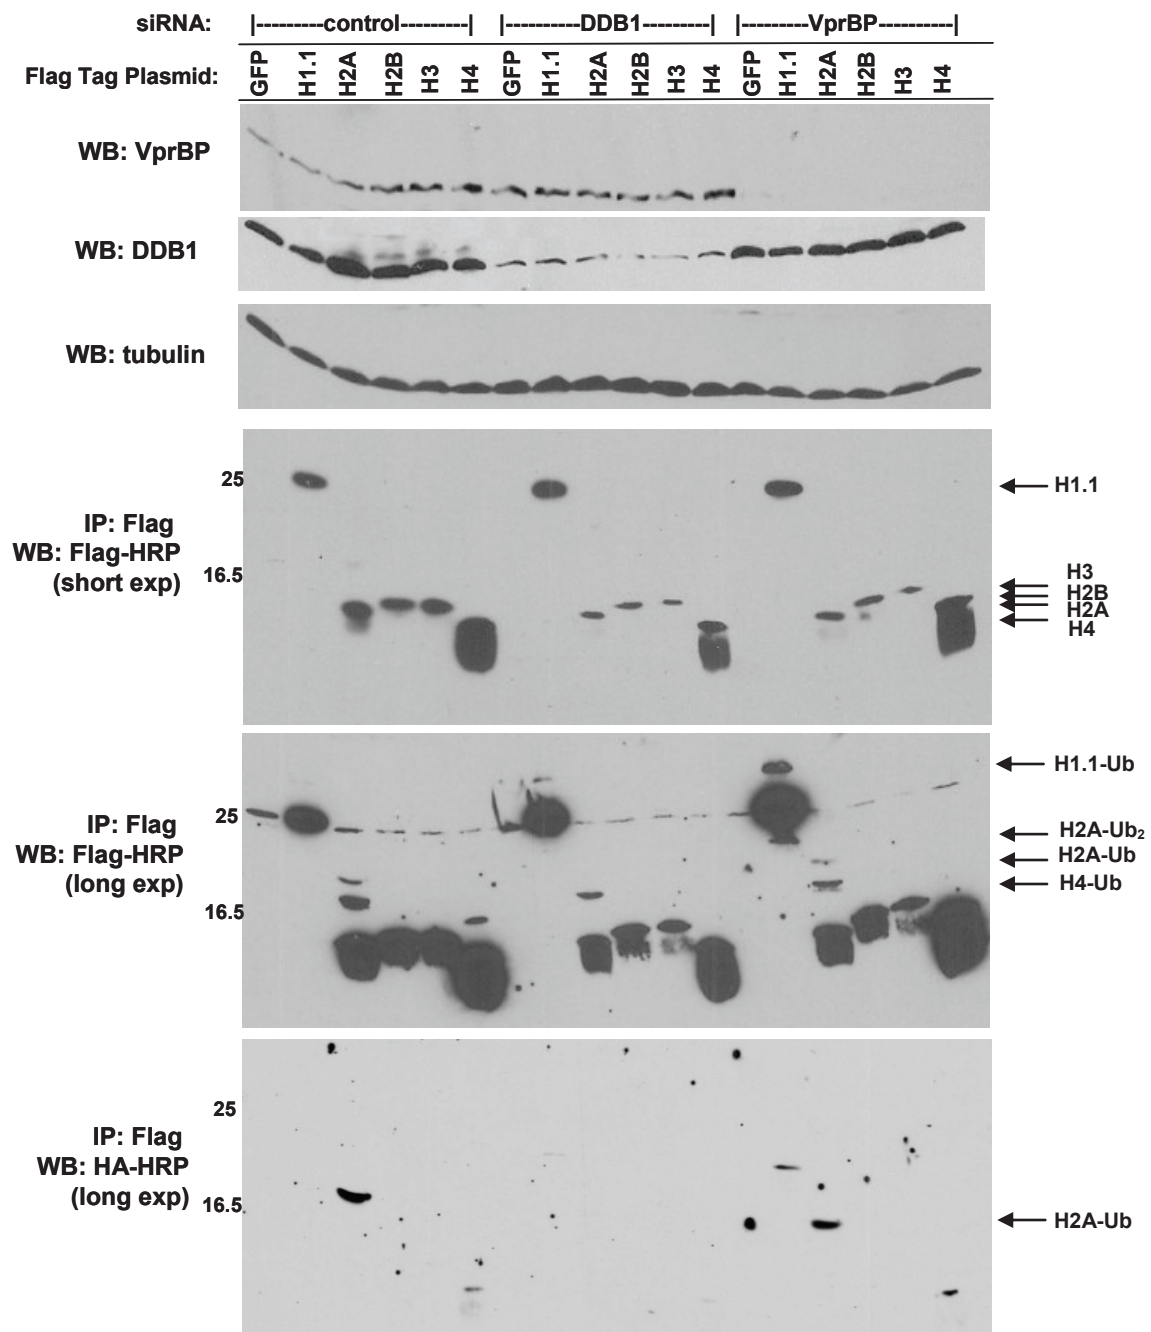 siRNA: |----------control----------| |-----------DDB1----------| |----------VprBP-----------|
Flag Tag Plasmid: GFP H1.1 H2A H2B H3 H4 GFP H1.1 H2A H2B H3 H4 GFP H1.1 H2A H2B H3 H4
WB: VprBP
WB: DDB1
WB: tubulin
25
H1.1
IP: Flag
WB: Flag-HRP
(short exp)
16.5
H3
H2B
H2A
H4
H1.1-Ub
25
IP: Flag
WB: Flag-HRP
(long exp)
H2A-Ub₂
H2A-Ub
H4-Ub
16.5
25
IP: Flag
WB: HA-HRP
(long exp)
16.5
H2A-Ub